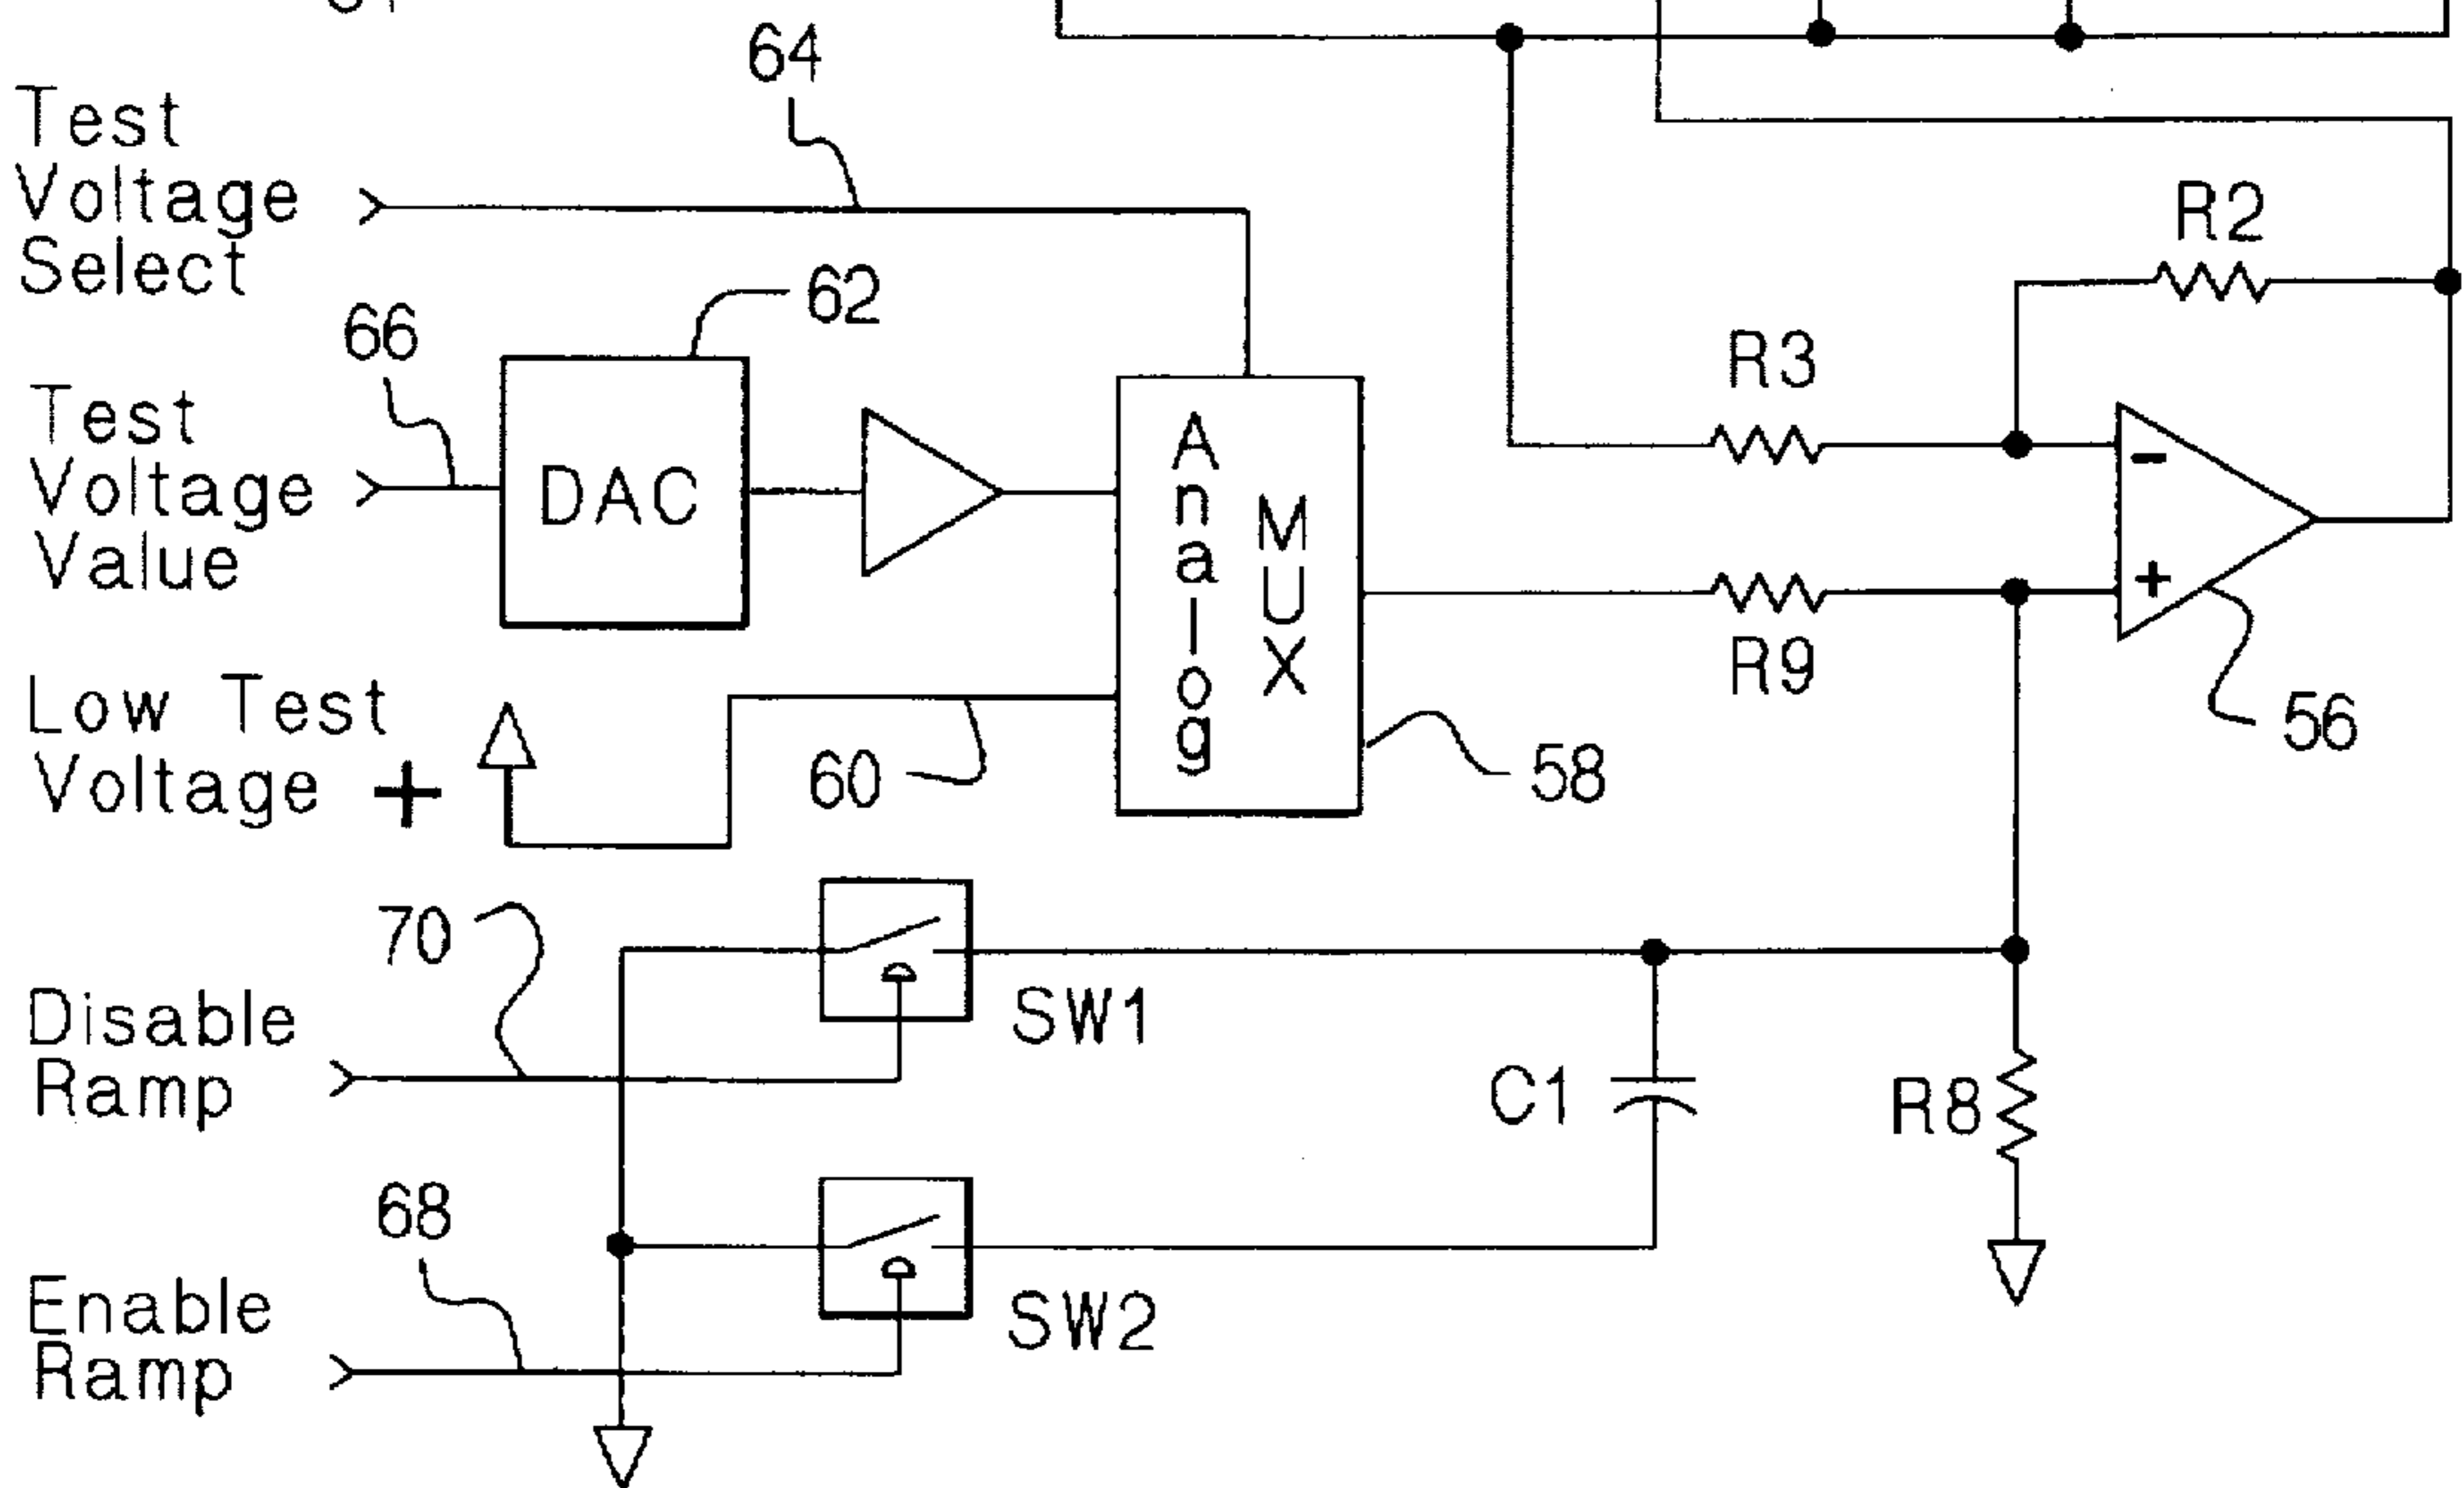 64
Test
Voltage
Select
R2
62
66
R3
Test
Voltage
Value
DAC
Analog
MUX
-
+
R9
Low Test
Voltage +
60
58
56
70
SW1
Disable
Ramp
C1
R8
68
SW2
Enable
Ramp